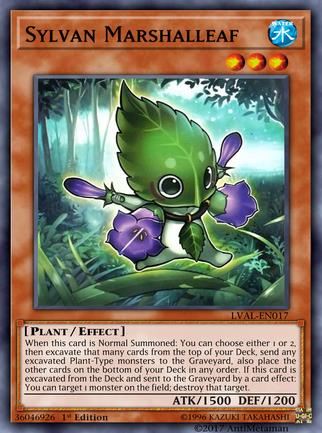 SYLVAN MARSHALLEAF
WATER
水
LVAL-EN017
[PLANT / EFFECT]
When this card is Normal Summoned: You can choose either 1 or 2,
then excavate that many cards from the top of your Deck, send any
excavated Plant-Type monsters to the Graveyard, also place the
other cards on the bottom of your Deck in any order. If this card is
excavated from the Deck and sent to the Graveyard by a card effect:
You can target 1 monster on the field; destroy that target.
ATK/1500 DEF/1200
36046926 1st Edition ©1996 KAZUKI TAKAHASHI
©2017 AntiMetaman